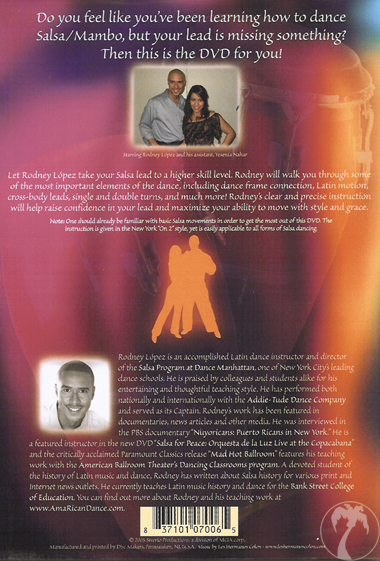 Do you feel like you've been learning how to dance
Salsa/Mambo, but your lead is missing something?
Then this is the DVD for you!
Starring Rodney López and his assistant, Yesenia Nahar
Let Rodney López take your Salsa lead to a higher skill level. Rodney will walk you through some
of the most important elements of the dance, including dance frame connection, Latin motion,
cross-body leads, single and double turns, and much more! Rodney's clear and precise instruction
will help raise confidence in your lead and maximize your ability to move with style and grace.
Note: One should already be familiar with basic Salsa movements in order to get the most out of this DVD. The
instruction is given in the New York "On 2" style, yet is easily applicable to all forms of Salsa dancing.
Rodney López is an accomplished Latin dance instructor and director
of the Salsa Program at Dance Manhattan, one of New York City's leading
dance schools. He is praised by colleagues and students alike for his
entertaining and thoughtful teaching style. He has performed both
nationally and internationally with the Addie-Tude Dance Company
and served as its Captain. Rodney's work has been featured in
documentaries, news articles and other media. He was interviewed in
the PBS documentary "Nuyoricans: Puerto Ricans in New York." He is
a featured instructor in the new DVD "Salsa for Peace: Orquesta de la Luz Live at the Copacabana"
and the critically acclaimed Paramount Classics release "Mad Hot Ballroom" features his teaching
work with the American Ballroom Theater's Dancing Classrooms program. A devoted student
of the history of Latin music and dance, Rodney has written about Salsa history for various print and
internet news outlets. He currently teaches Latin music history and dance for the Bank Street College
of Education. You can find out more about Rodney and his teaching work at
www.AmaRicanDance.com.
8 37101 07006 5
© 2005 Productions, a division of McGA corp.
Manufactured and printed by Disc Makers, Pennsauken, NJ, USA. Music by Los Hermanos Colon - www.loshermanoscolon.com